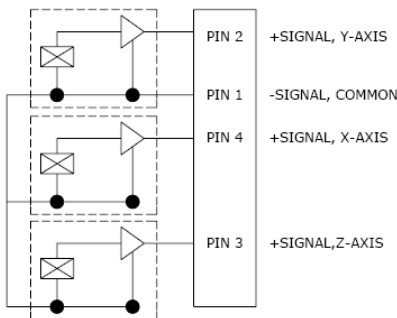 PIN 2 +SIGNAL, Y-AXIS
PIN 1 -SIGNAL, COMMON
PIN 4 +SIGNAL, X-AXIS
PIN 3 +SIGNAL,Z-AXIS